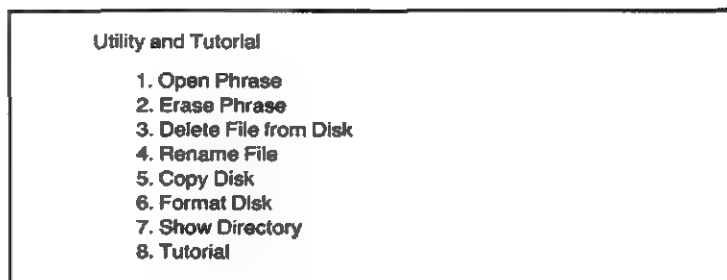 Utility and Tutorial
1. Open Phrase
2. Erase Phrase
3. Delete File from Disk
4. Rename File
5. Copy Disk
6. Format Disk
7. Show Directory
8. Tutorial